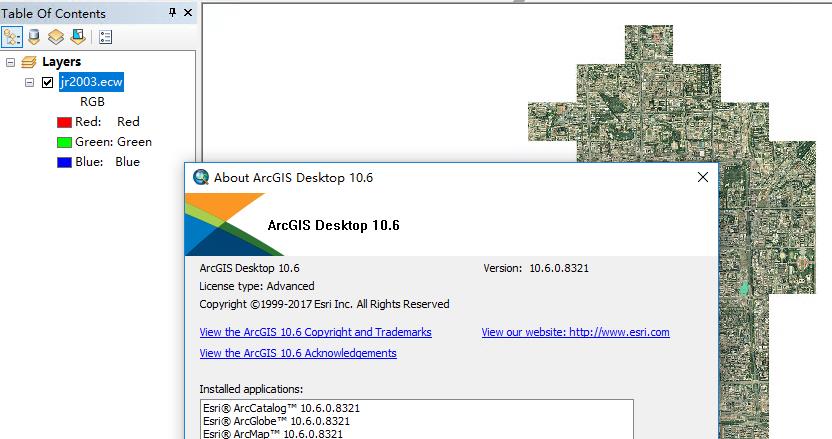 Table Of Contents
Layers
jr2003.ecw
RGB
Red: Red
Green: Green
Blue: Blue
About ArcGIS Desktop 10.6
ArcGIS Desktop 10.6
ArcGIS Desktop 10.6 Version: 10.6.0.8321
License type: Advanced
Copyright ©1999-2017 Esri Inc. All Rights Reserved
View the ArcGIS 10.6 Copyright and Trademarks View our website: http://www.esri.com
View the ArcGIS 10.6 Acknowledgements
Installed applications:
Esri® ArcCatalog™ 10.6.0.8321
Esri® ArcGlobe™ 10.6.0.8321
Esri® ArcMap™ 10.6.0.8321